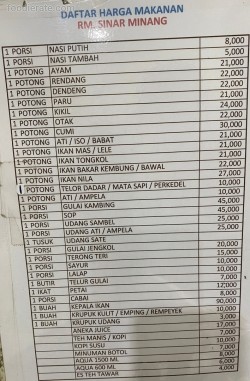 DAFTAR HARGA MAKANAN
RM. SINAR MINANG
1 PORSI NASI PUTIH 8,000
1 PORSI NASI TAMBAH 5,000
1 POTONG AYAM 21,000
1 POTONG RENDANG 22,000
1 POTONG DENDENG 21,000
1 POTONG PARU 21,000
1 POTONG KIKIL 24,000
1 POTONG OTAK 22,000
1 POTONG CUMI 30,000
1 POTONG ATI / ISO / BABAT 21,000
1 POTONG IKAN MAS / LELE 21,000
1 POTONG IKAN TONGKOL 21,000
1 POTONG IKAN BAKAR KEMBUNG / BAWAL 22,000
1 POTONG IKAN NILA 27,000
1 POTONG TELOR DADAR / MATA SAPI / PERKEDEL 10,000
1 POTONG ATI / AMPELA 10,000
1 PORSI GULAI KAMBING 45,000
1 PORSI SOP 45,000
1 PORSI UDANG SAMBEL 25,000
1 PORSI UDANG ATI / AMPELA 25,000
1 TUSUK UDANG SATE
1 PORSI GULAI JENGKOL 20,000
1 PORSI TERONG TERI 15,000
1 PORSI SAYUR 10,000
1 PORSI LALAP 10,000
1 BUTIR TELUR GULAI 7,000
1 IKAT PETAI 12,000
1 PORSI CABAI 8,000
1 BUAH KEPALA IKAN 90,000
1 BUAH KRUPUK KULIT / EMPING / REMPEYEK 10,000
1 BUAH KRUPUK UDANG 3,000
ANEKA JUICE 17,000
TEH MANIS / KOPI
KOPI SUSU 7,000
MINUMAN BOTOL 8,000
AQUA 1500 ML 6,000
AQUA 600 ML 4,000
ES TEH TAWAR